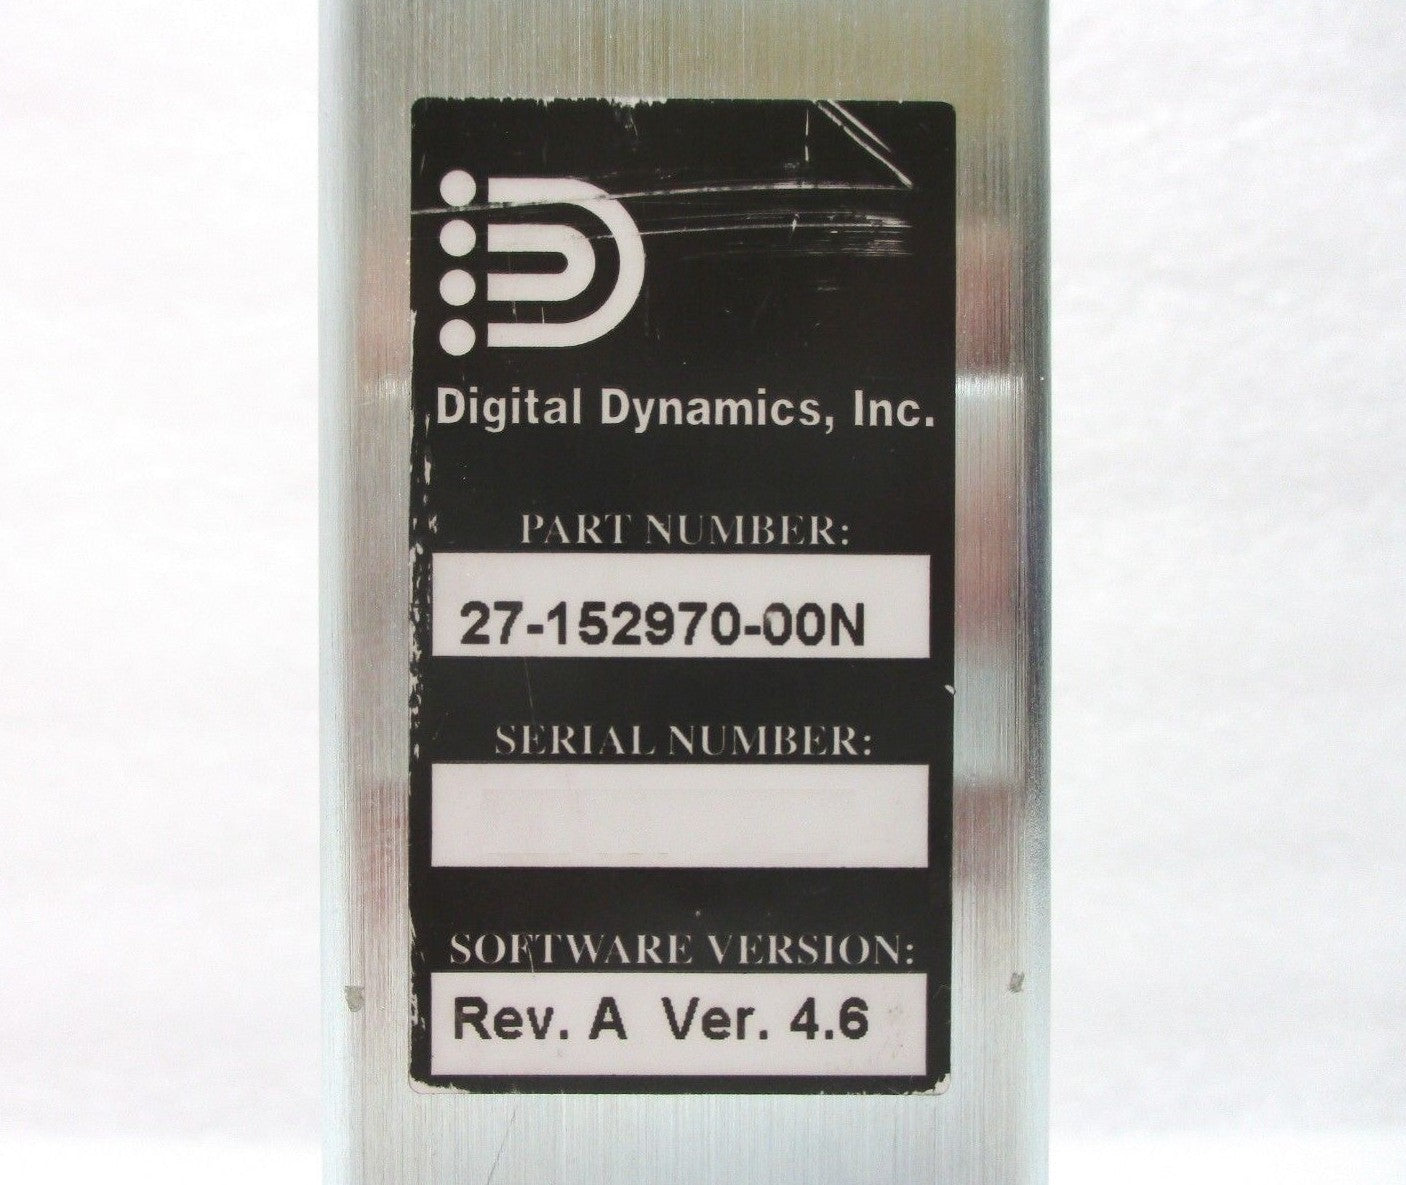 Digital Dynamics, Inc.
PART NUMBER:
27-152970-00N
SERIAL NUMBER:
SOFTWARE VERSION:
Rev. A Ver. 4.6